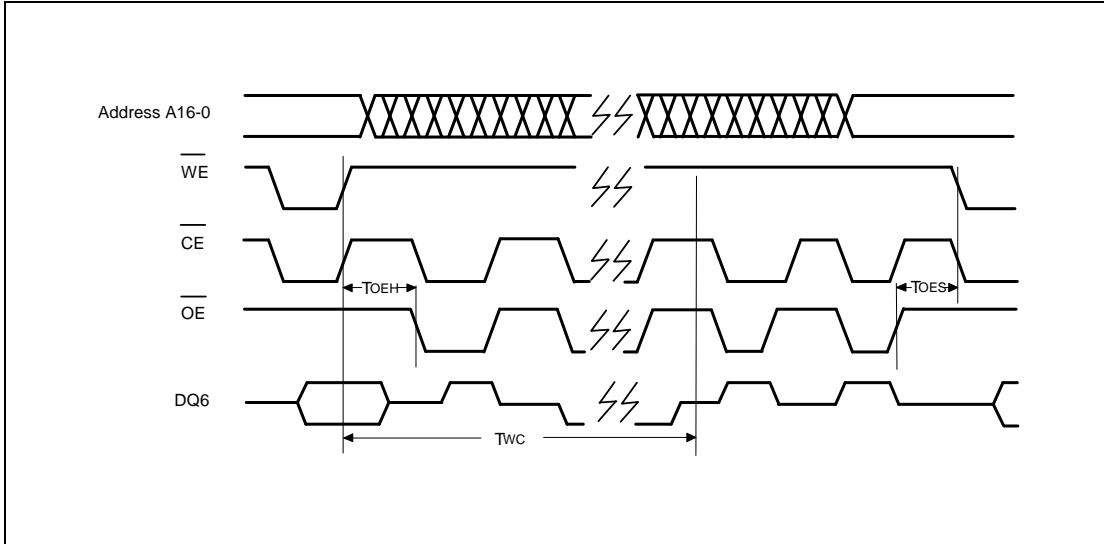 Address A16-0
WE
CE
TOEH
TOES
OE
DQ6
TWC